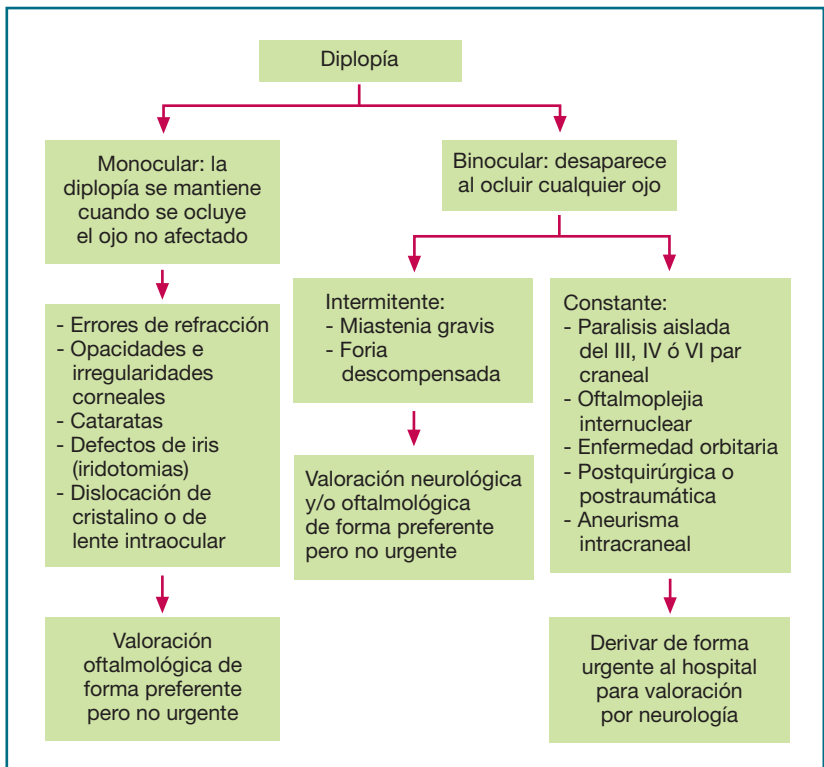 Diplopía
Monocular: la
diplopía se mantiene
cuando se ocluye
el ojo no afectado
Binocular: desaparece
al ocluir cualquier ojo
- Errores de refracción
- Opacidades e
irregularidades
corneales
- Cataratas
- Defectos de iris
(iridotomias)
- Dislocación de
cristalino o de
lente intraocular
Intermitente:
- Miastenia gravis
- Foria
descompensada
Constante:
- Paralisis aislada
del III, IV ó VI par
craneal
- Oftalmoplejia
internuclear
- Enfermedad orbitaria
- Postquirúrgica o
postraumática
- Aneurisma
intracraneal
Valoración neurológica
y/o oftalmológica
de forma preferente
pero no urgente
Valoración
oftalmológica de
forma preferente
pero no urgente
Derivar de forma
urgente al hospital
para valoración
por neurología